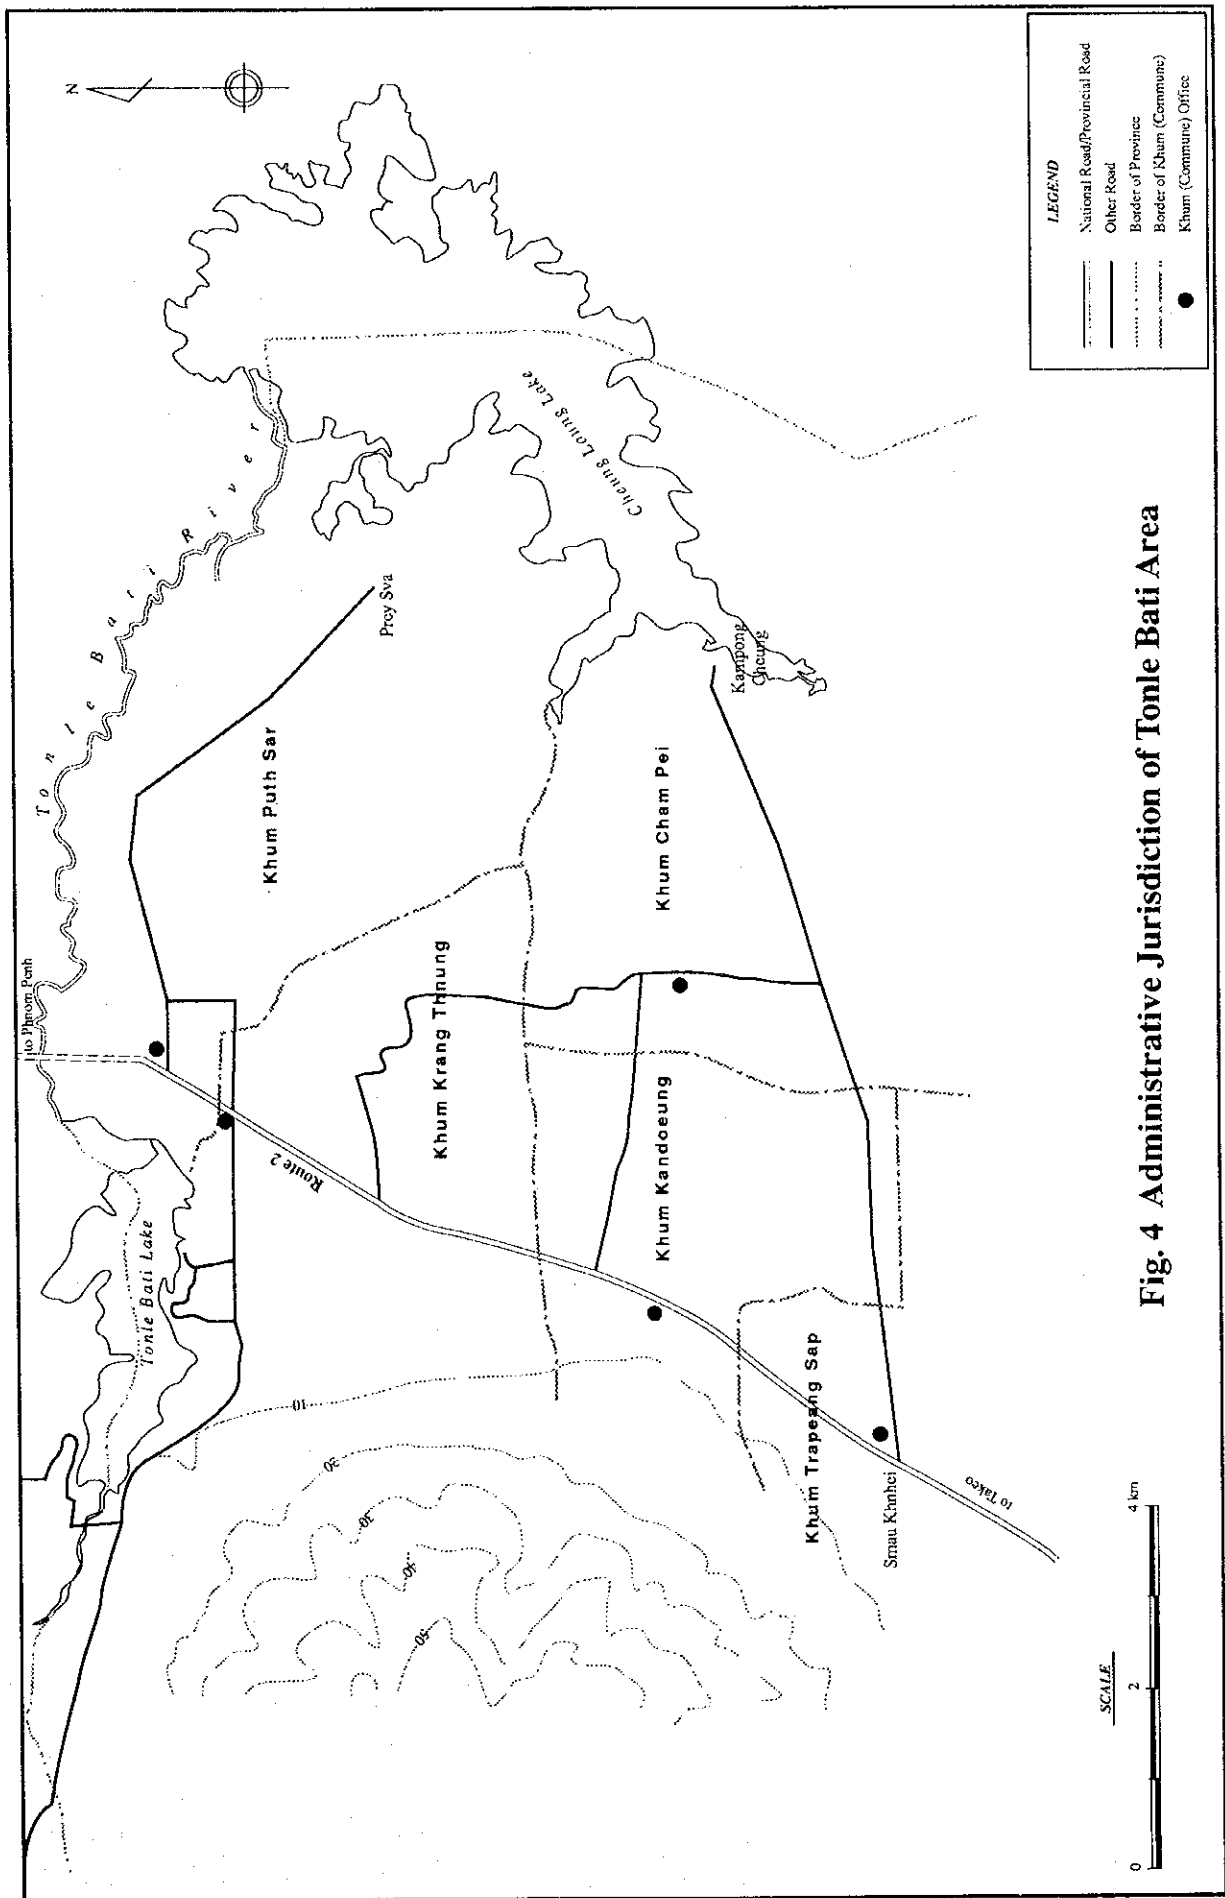 N
to Phnom Penh
Tonle Bati River
Tonle Bati Lake
Route 2
Khum Puth Sar
Prey Sva
Cheung Loung Lake
Khum Krang Thnung
10
20
30
40
50
Khum Cham Pei
Kampong
Cheung
Khum Kandoeung
Khum Trapeang Sap
Smau Khnhei
to Takeo
LEGEND
National Road/Provincial Road
Other Road
Border of Province
Border of Khum (Commune)
Khum (Commune) Office
SCALE
0 2 4 km
Fig. 4 Administrative Jurisdiction of Tonle Bati Area